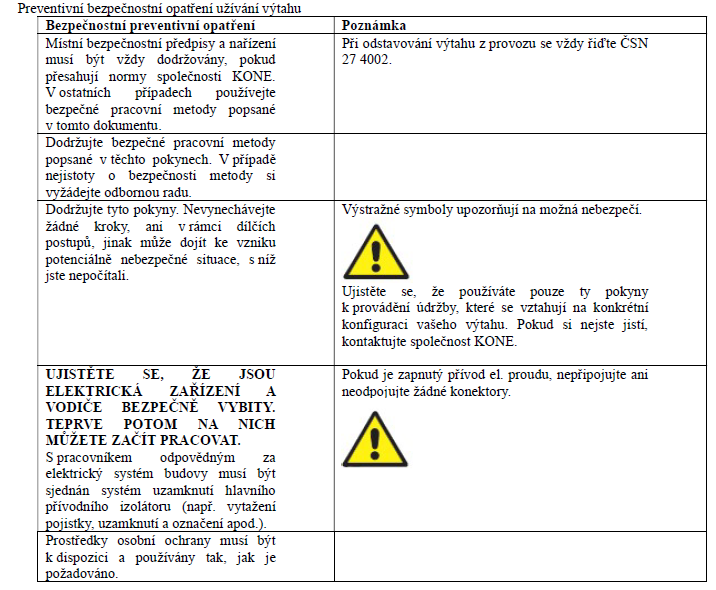 Preventivní bezpečnostní opatření užívání výtahu
Bezpečnostní preventivní opatření
Poznámka
Místní bezpečnostní předpisy a nařízení
musí být vždy dodržovány, pokud
přesahují normy společnosti KONE.
V ostatních případech používejte
bezpečné pracovní metody popsané
v tomto dokumentu.
Při odstavování výtahu z provozu se vždy řiďte ČSN
27 4002.
Dodržujte bezpečné pracovní metody
popsané v těchto pokynech. V případě
nejistoty o bezpečnosti metody si
vyžádejte odbornou radu.
Dodržujte tyto pokyny. Nevynechávejte
žádné kroky, ani v rámci dílčích
postupů, jinak může dojít ke vzniku
potenciálně nebezpečné situace, s níž
jste nepočítali.
Výstražné symboly upozorňují na možná nebezpečí.
Ujistěte se, že používáte pouze ty pokyny
k provádění údržby, které se vztahují na konkrétní
konfiguraci vašeho výtahu. Pokud si nejste jistí,
kontaktujte společnost KONE.
UJISTĚTE SE, ŽE JSOU
ELEKTRICKÁ ZAŘÍZENÍ A
VODIČE BEZPEČNĚ VYBITY.
TEPRVE POTOM NA NICH
MŮŽETE ZAČÍT PRACOVAT.
S pracovníkem odpovědným za
elektrický systém budovy musí být
sjednán systém uzamknutí hlavního
přívodního izolátoru (např. vytažení
pojistky, uzamknutí a označení apod.).
Pokud je zapnutý přívod el. proudu, nepřipojujte ani
neodpojujte žádné konektory.
Prostředky osobní ochrany musí být
k dispozici a používány tak, jak je
požadováno.